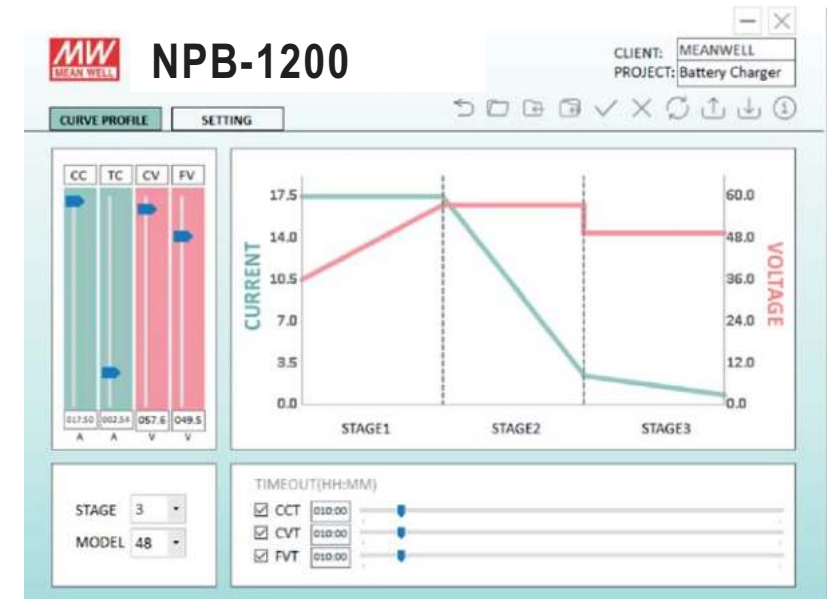 MW
MEAN WELL
NPB-1200
CLIENT: MEANWELL
PROJECT: Battery Charger
CURVE PROFILE SETTING
CC TC CV FV
017.50 002.54 057.6 049.5
A A V V
CURRENT
17.5
14.0
10.5
7.0
3.5
0.0
60.0
48.0
36.0
24.0
12.0
0.0
VOLTAGE
STAGE1 STAGE2 STAGE3
STAGE 3
MODEL 48
TIMEOUT(HH:MM)
CCT 010:00
CVT 010:00
FVT 010:00